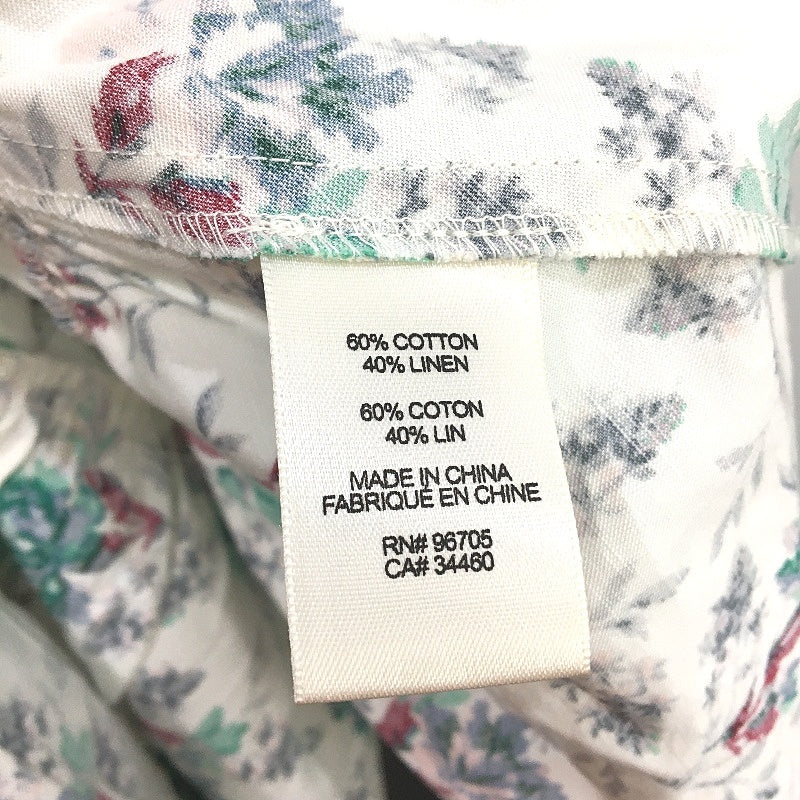 60% COTTON
40% LINEN
60% COTON
40% LIN
MADE IN CHINA
FABRIQUÉ EN CHINE
RN# 96705
CA# 34460